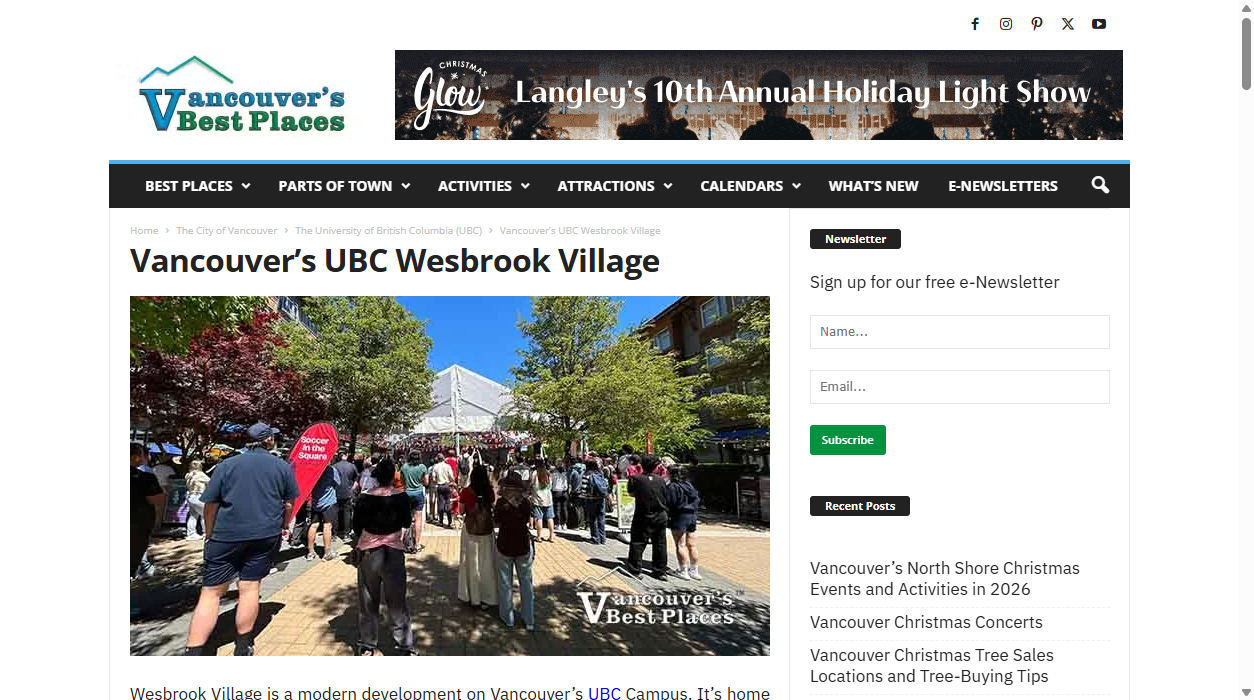 Vancouver's
Best Places
CHRISTMAS
Glow
Langley's 10th Annual Holiday Light Show
BEST PLACES
PARTS OF TOWN
ACTIVITIES
ATTRACTIONS
CALENDARS
WHAT'S NEW
E-NEWSLETTERS
Home › The City of Vancouver › The University of British Columbia (UBC) › Vancouver's UBC Wesbrook Village
Vancouver’s UBC Wesbrook Village
Soccer
in the
Square
Vancouver's
Best Places
Wesbrook Village is a modern development on Vancouver’s UBC Campus. It’s home
Newsletter
Sign up for our free e-Newsletter
Name...
Email...
Subscribe
Recent Posts
Vancouver’s North Shore Christmas
Events and Activities in 2026
Vancouver Christmas Concerts
Vancouver Christmas Tree Sales
Locations and Tree-Buying Tips